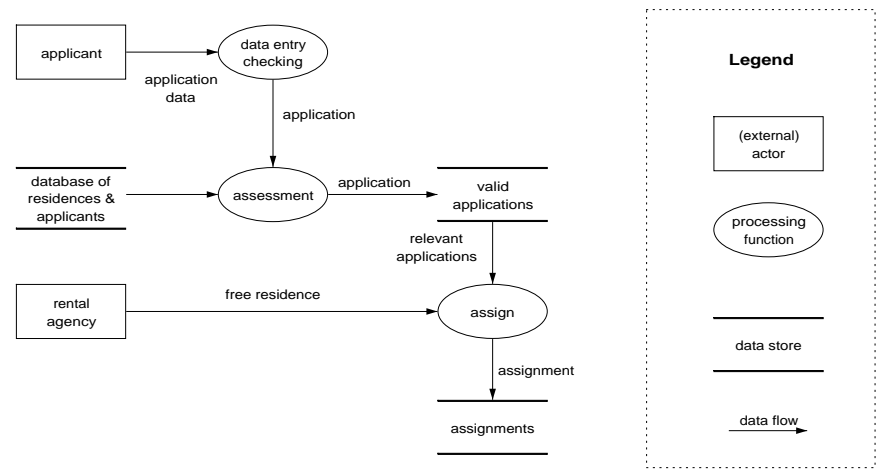 applicant
data entry
checking
application
data
application
database of
residences &
applicants
assessment
application
valid
applications
relevant
applications
rental
agency
free residence
assign
assignment
assignments
Legend
(external)
actor
processing
function
data store
data flow